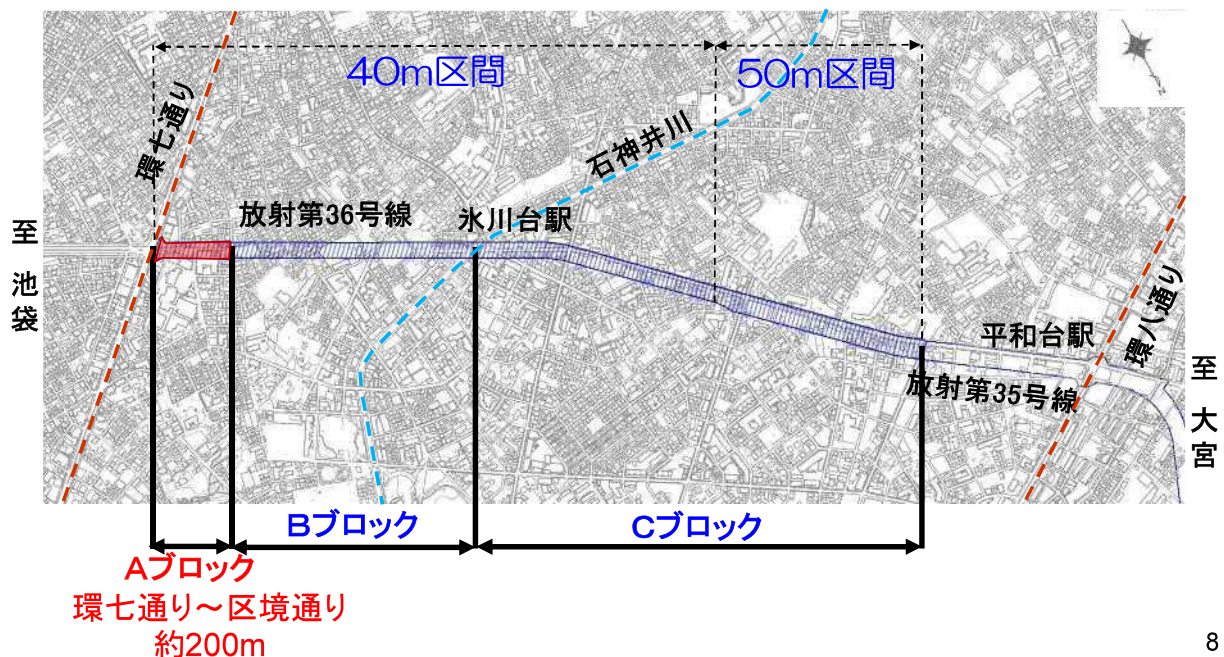 40m区間
50m区間
環七通り
石神井川
放射第36号線
氷川台駅
至 池袋
平和台駅
環八通り
放射第35号線
至 大宮
Aブロック
環七通り～区境通り
約200m
Bブロック
Cブロック
8